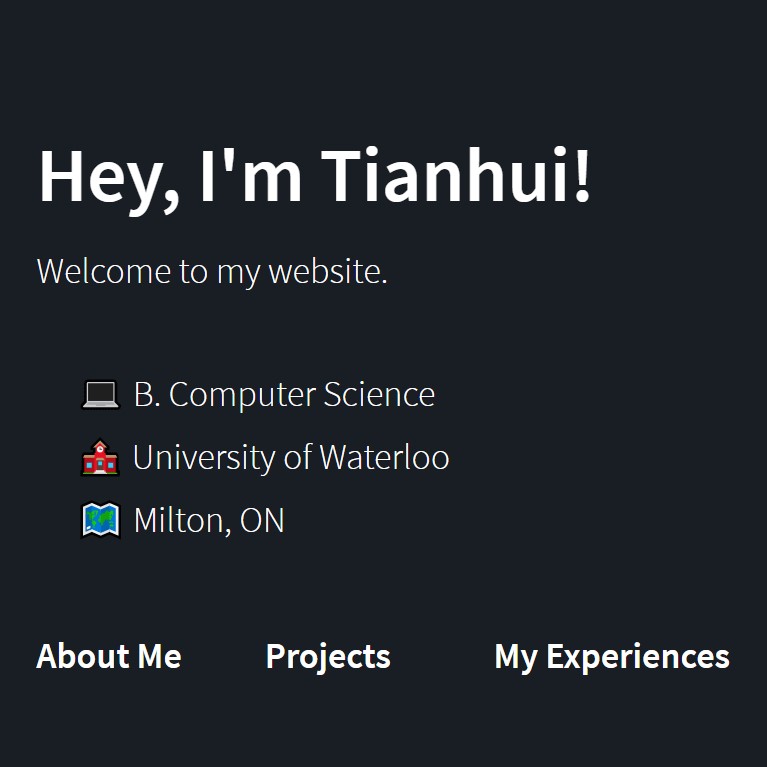 Hey, I'm Tianhui!
Welcome to my website.
B. Computer Science
University of Waterloo
Milton, ON
About Me Projects My Experiences